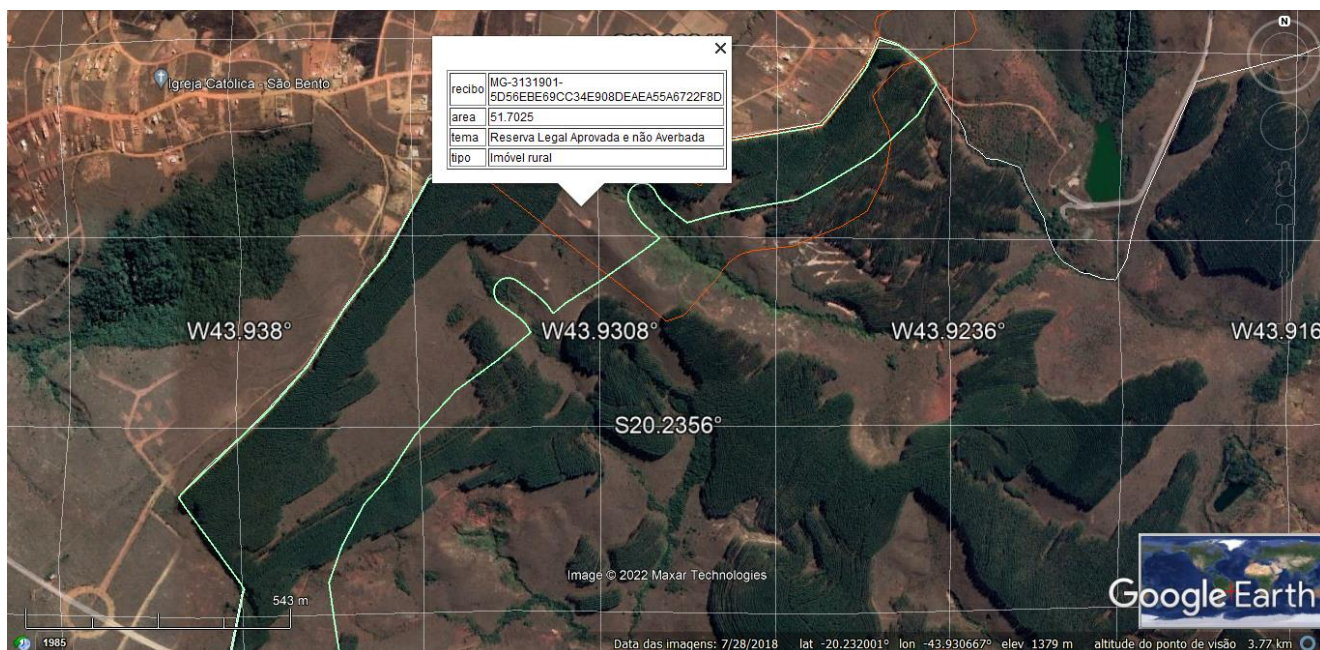 Igreja Católica - São Bento
N
recibo MG-3131901-
5D56EBE69CC34E908DEAEA55A6722F8D
area 51.7025
tema Reserva Legal Aprovada e não Averbada
tipo Imóvel rural
W43.938°
W43.9308°
W43.9236°
W43.916
S20.2356°
Image © 2022 Maxar Technologies
543 m
Google Earth
1985
Data das imagens: 7/28/2018 lat -20.232001° lon -43.930667° elev 1379 m altitude do ponto de visão 3.77 km